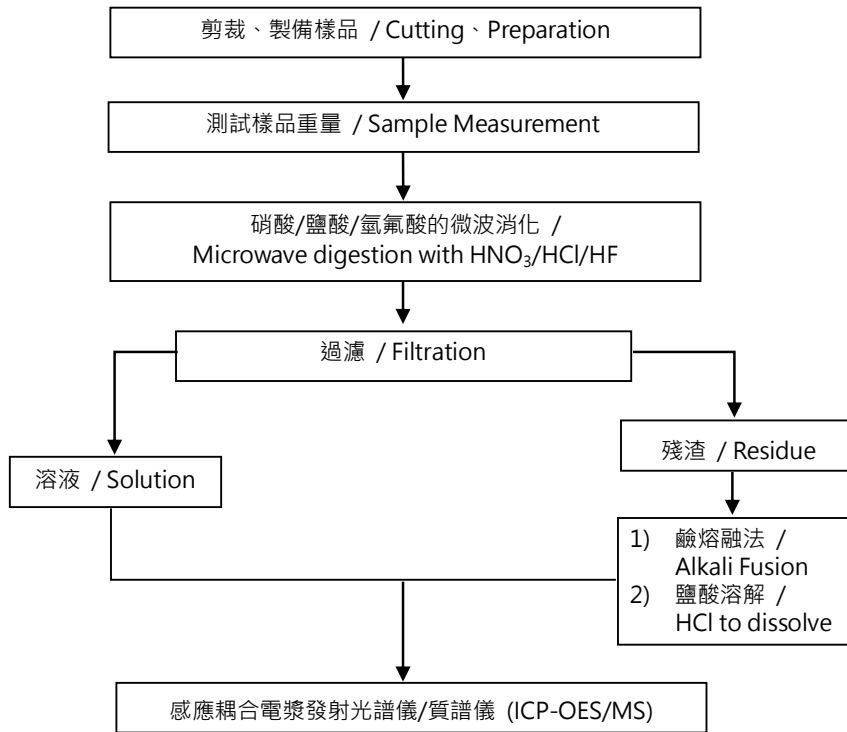 剪裁、製備樣品 / Cutting、Preparation
測試樣品重量 / Sample Measurement
硝酸/鹽酸/氫氟酸的微波消化 /
Microwave digestion with HNO₃/HCl/HF
過濾 / Filtration
溶液 / Solution
殘渣 / Residue
1) 鹼熔融法 /
Alkali Fusion
2) 鹽酸溶解 /
HCl to dissolve
感應耦合電漿發射光譜儀/質譜儀 (ICP-OES/MS)